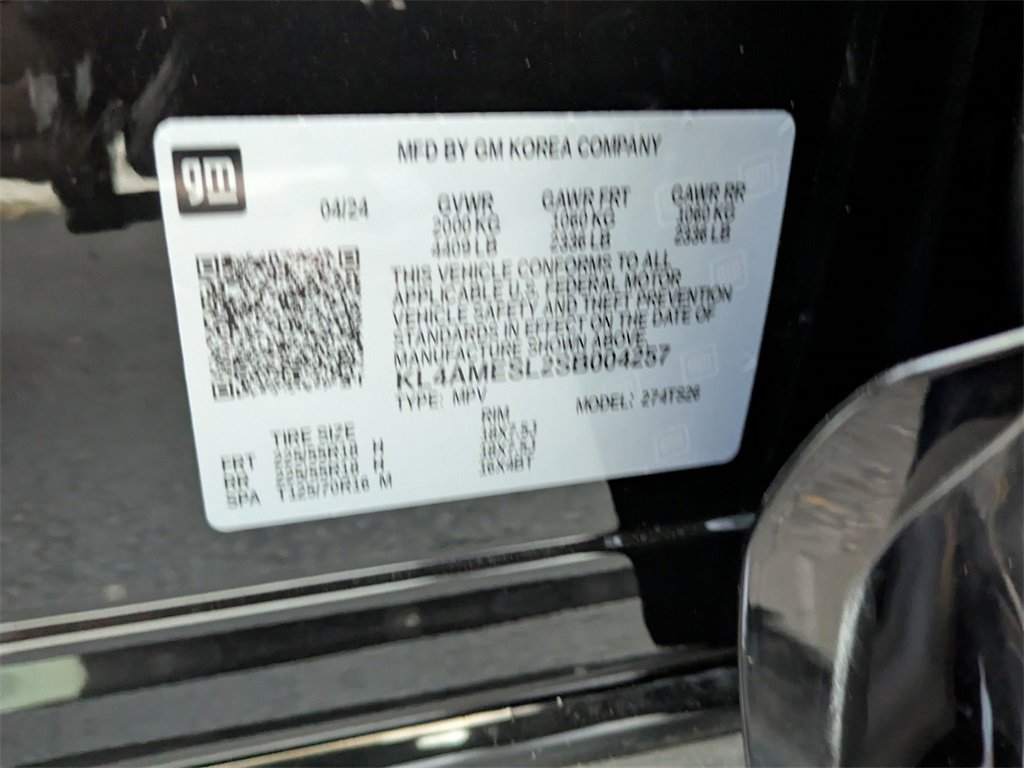 gm
MFD BY GM KOREA COMPANY
04/24 GVWR GAWR FRT GAWR RR
2000 KG 1060 KG 1060 KG
4409 LB 2336 LB 2336 LB
THIS VEHICLE CONFORMS TO ALL
APPLICABLE U.S. FEDERAL MOTOR
VEHICLE SAFETY AND THEFT PREVENTION
STANDARDS IN EFFECT ON THE DATE OF
MANUFACTURE SHOWN ABOVE.
KL4AMESL2SB004257
TYPE: MPV MODEL: 274TS26
TIRE SIZE RIM
FRT 225/55R18 H 18X7.5J
RR 225/55R18 H 18X7.5J
SPA T125/70R16 M 16X4BT